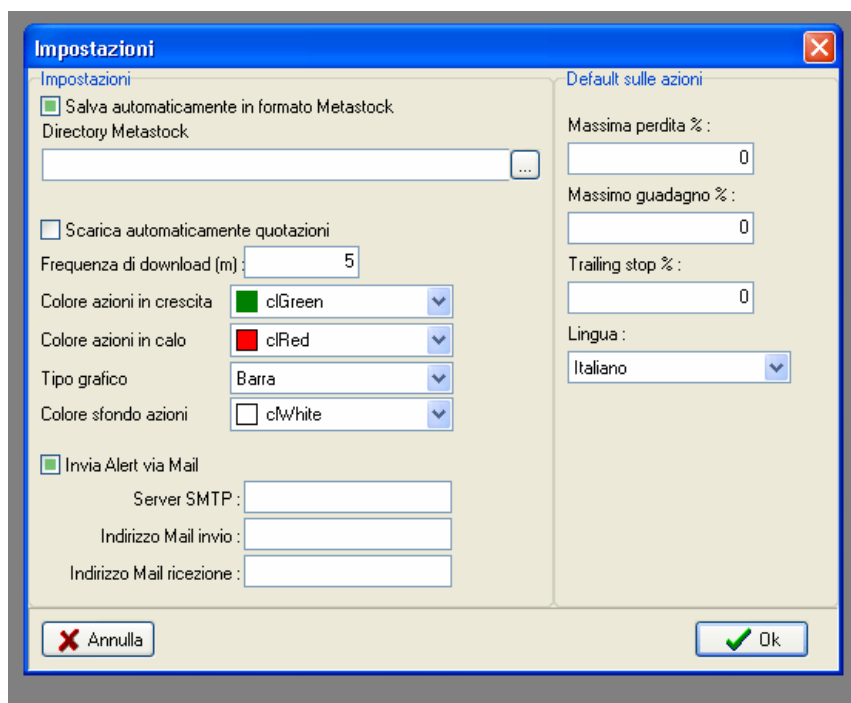 Impostazioni
Impostazioni
Salva automaticamente in formato Metastock
Directory Metastock
...
Scarica automaticamente quotazioni
Frequenza di download (m) : 5
Colore azioni in crescita clGreen
Colore azioni in calo clRed
Tipo grafico Barra
Colore sfondo azioni clWhite
Invia Alert via Mail
Server SMTP :
Indirizzo Mail invio :
Indirizzo Mail ricezione :
Default sulle azioni
Massima perdita % :
0
Massimo guadagno % :
0
Trailing stop % :
0
Lingua :
Italiano
Annulla
Ok